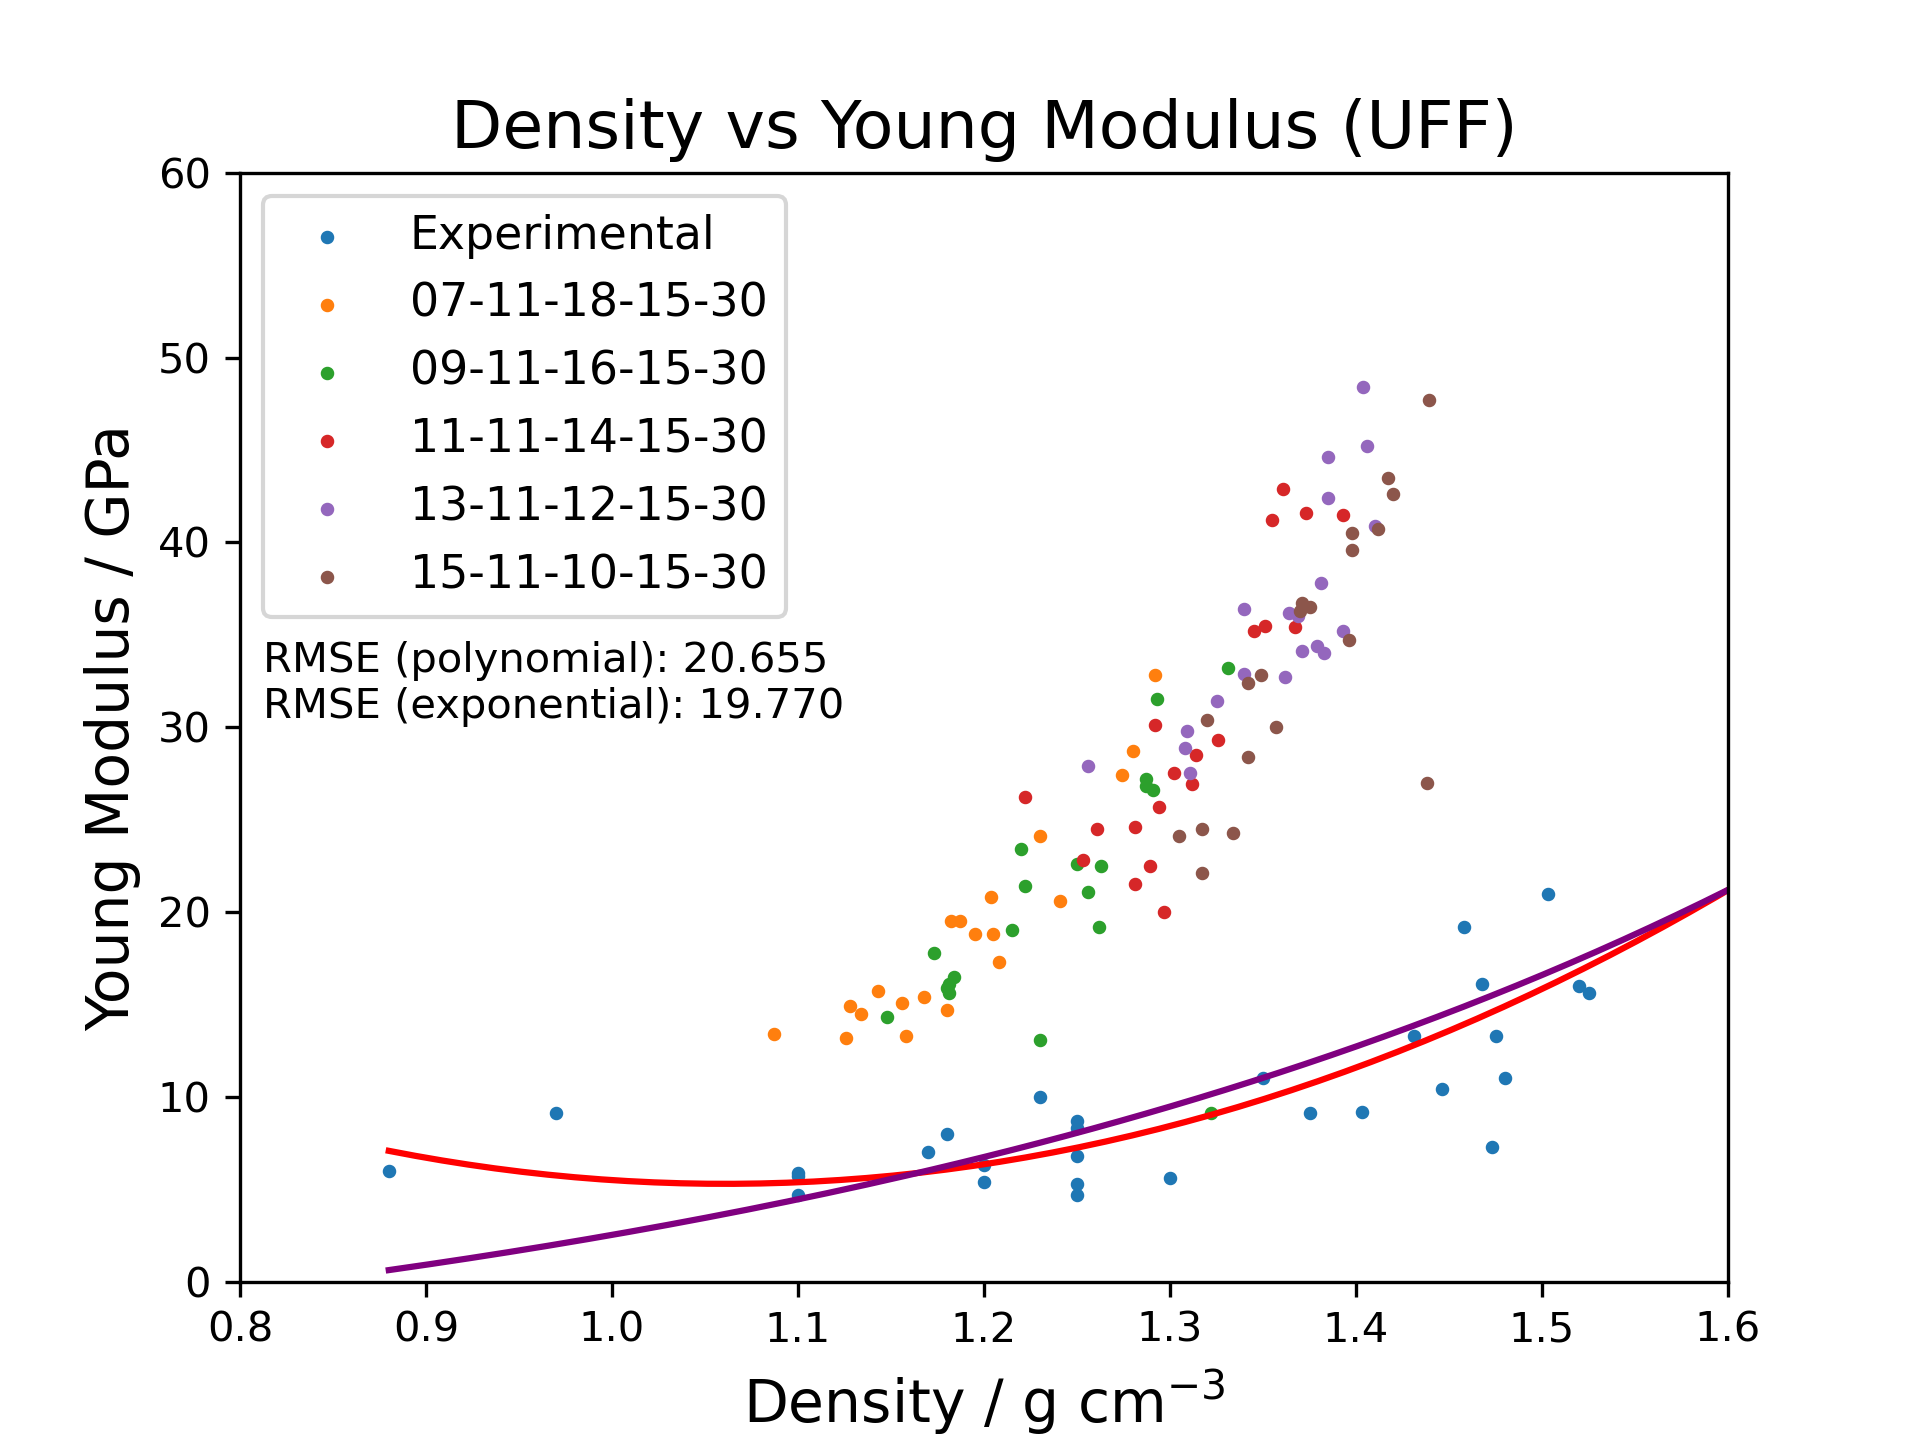 Density vs Young Modulus (UFF)
60
50
40
30
20
10
0
Young Modulus / GPa
Experimental
07-11-18-15-30
09-11-16-15-30
11-11-14-15-30
13-11-12-15-30
15-11-10-15-30
RMSE (polynomial): 20.655
RMSE (exponential): 19.770
0.8 0.9 1.0 1.1 1.2 1.3 1.4 1.5 1.6
Density / g cm⁻³